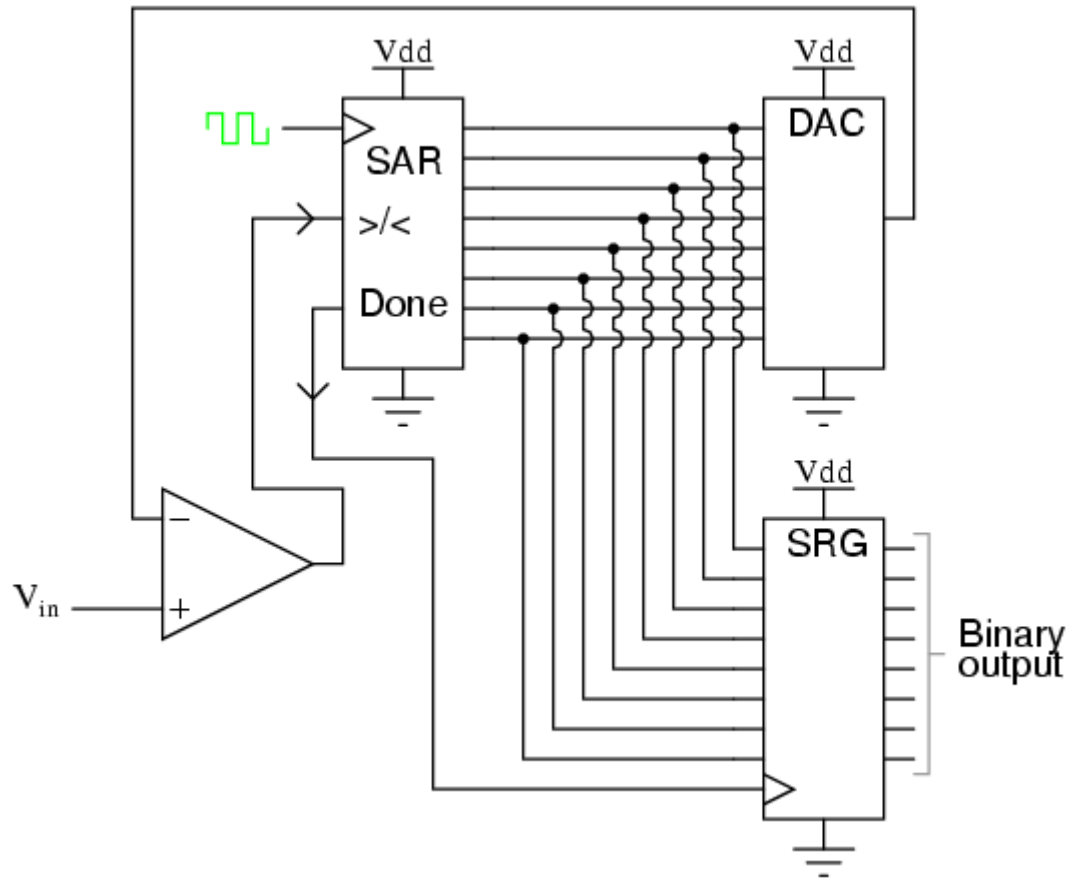 Vdd
Vdd
DAC
SAR
>/<
Done
Vdd
SRG
−
Vin
+
Binary
output